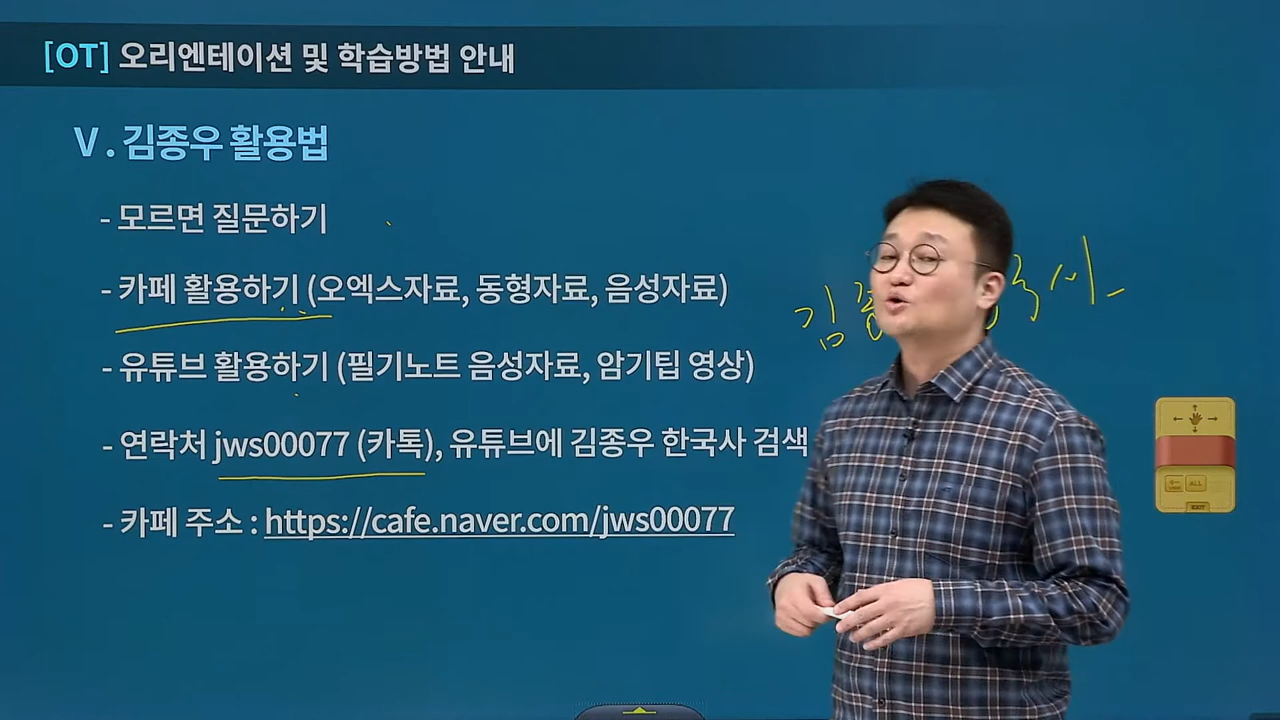 [OT] 오리엔테이션 및 학습방법 안내
Ⅴ. 김종우 활용법
- 모르면 질문하기
- 카페 활용하기 (오엑스자료, 동형자료, 음성자료)
- 유튜브 활용하기 (필기노트 음성자료, 암기팁 영상)
- 연락처 jws00077 (카톡), 유튜브에 김종우 한국사 검색
- 카페 주소 : https://cafe.naver.com/jws00077
ALL
EXIT